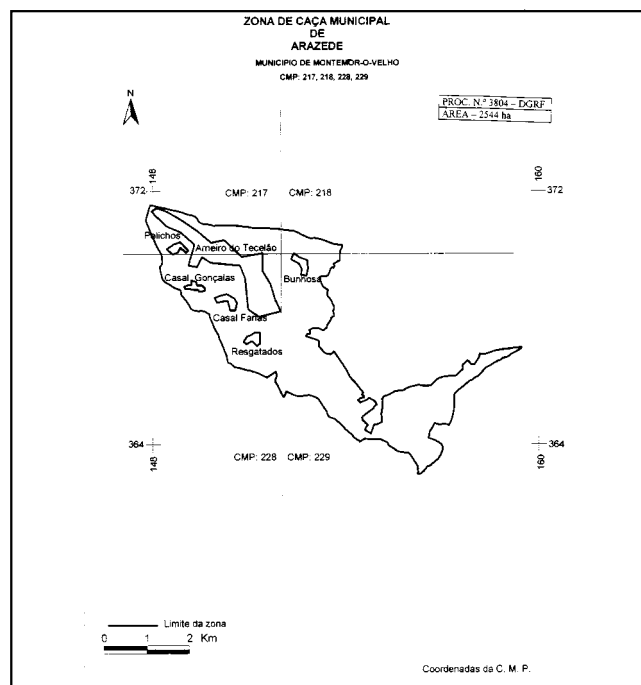 ZONA DE CAÇA MUNICIPAL
DE
ARAZEDE
MUNICIPIO DE MONTEMOR-O-VELHO
CMP: 217, 218, 228, 229
N
PROC. N.º 3804 – DGRF
AREA – 2544 ha
148
160
372
CMP: 217
CMP: 218
372
Pelichos
Ameiro do Tecelão
Casal Gonçalas
Bunhosa
Casal Farias
Resgatados
364
CMP: 228
CMP: 229
364
148
160
Limite da zona
0 1 2 Km
Coordenadas da C. M. P.